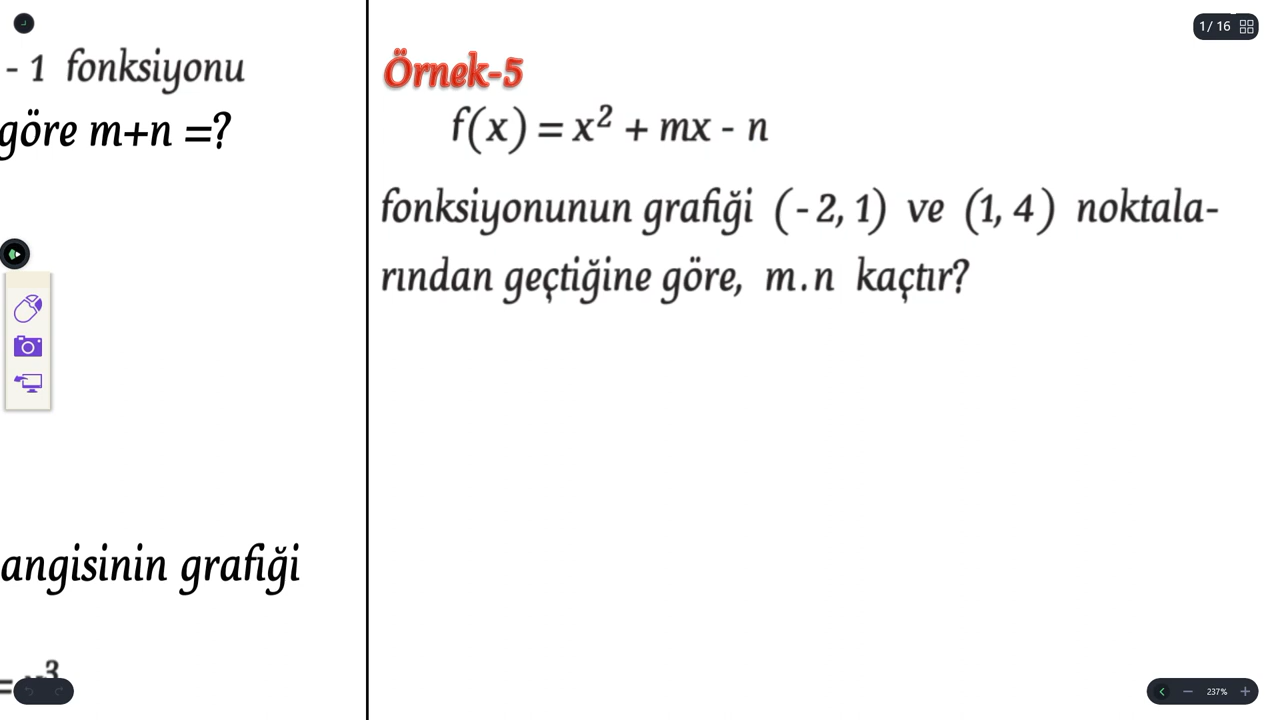 - 1 fonksiyonu
göre m+n =?
angisinin grafiği
Örnek-5
f(x) = x² + mx - n
fonksiyonunun grafiği (- 2, 1) ve (1, 4) noktala-
rından geçtiğine göre, m.n kaçtır?
1 / 16
237%